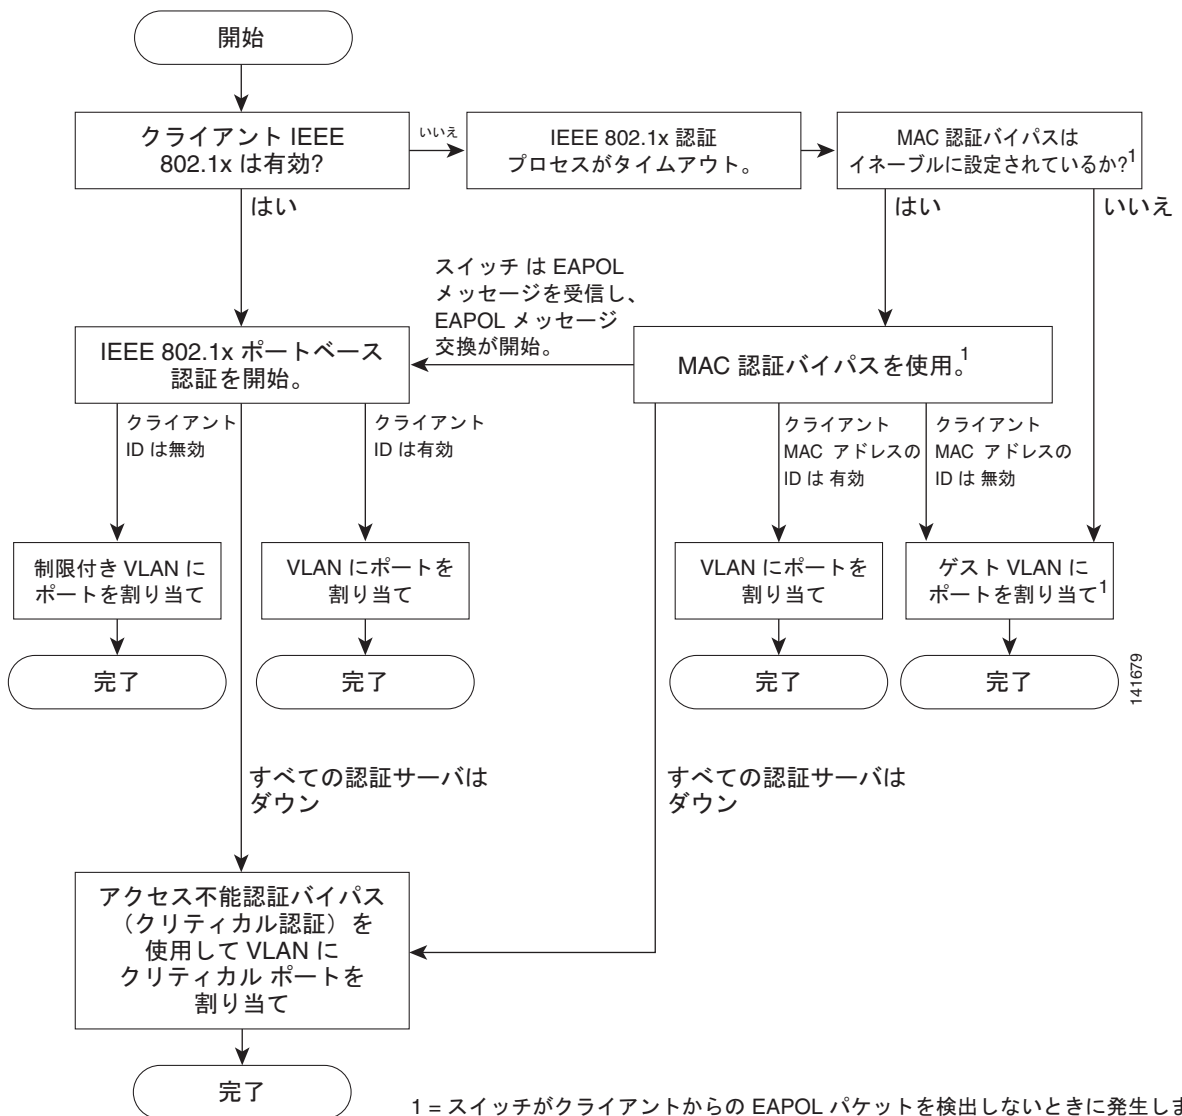 開始
クライアント IEEE
802.1x は有効?
いいえ
IEEE 802.1x 認証
プロセスがタイムアウト。
MAC 認証バイパスは
イネーブルに設定されているか?1
はい
はい
いいえ
スイッチ は EAPOL
メッセージを受信し、
EAPOL メッセージ
交換が開始。
IEEE 802.1x ポートベース
認証を開始。
MAC 認証バイパスを使用。1
クライアント
ID は無効
クライアント
ID は有効
クライアント
MAC アドレスの
ID は 有効
クライアント
MAC アドレスの
ID は 無効
制限付き VLAN に
ポートを割り当て
VLAN にポートを
割り当て
VLAN にポートを
割り当て
ゲスト VLAN に
ポートを割り当て1
完了
完了
完了
完了
141679
すべての認証サーバは
ダウン
すべての認証サーバは
ダウン
アクセス不能認証バイパス
（クリティカル認証）を
使用して VLAN に
クリティカル ポートを
割り当て
完了
1 = スイッチがクライアントからの EAPOL パケットを検出しないときに発生しま